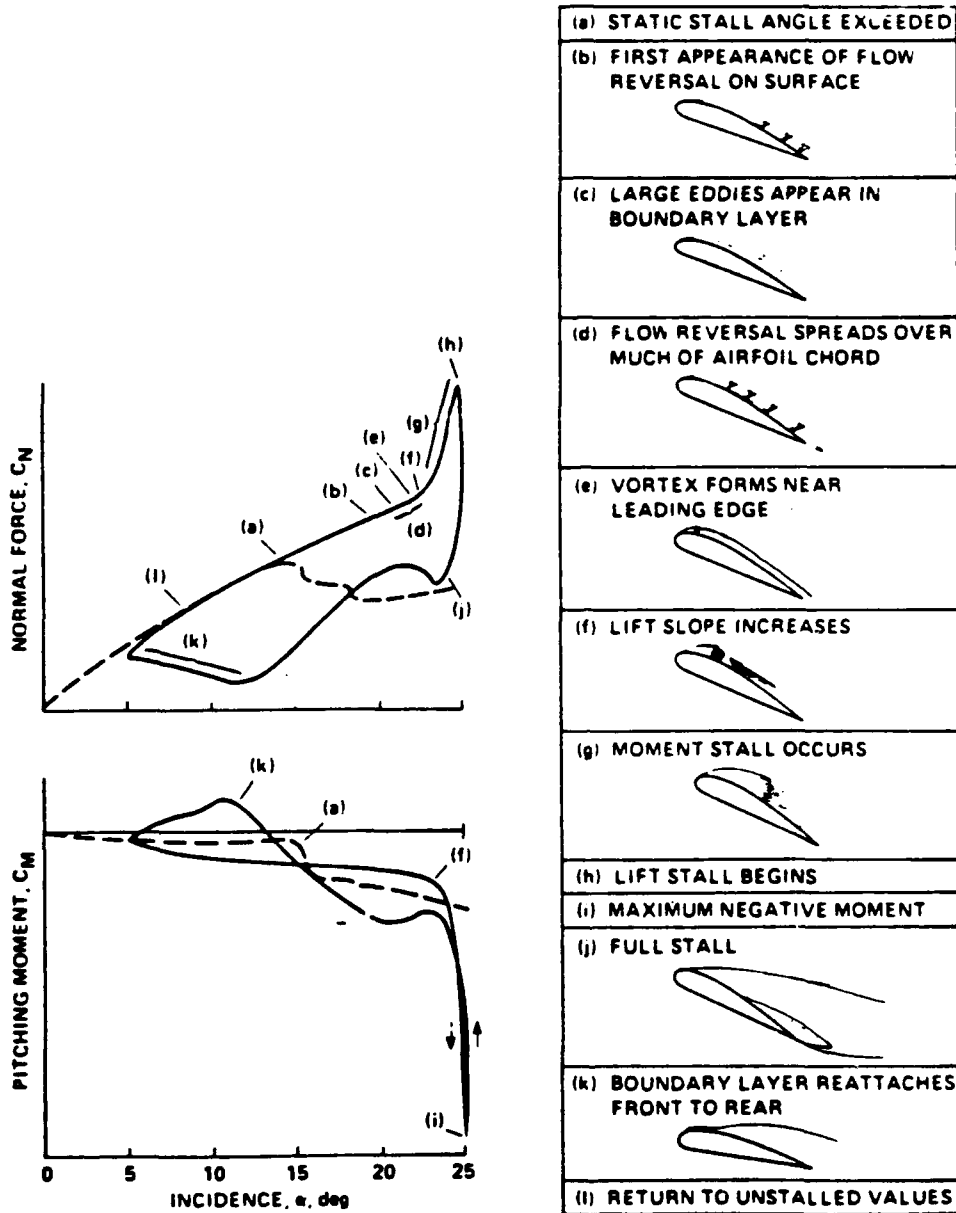 (h)
(g)
(e)
(f)
(c)
(b)
(d)
(a)
(l)
(k)
(j)
NORMAL FORCE, C_N
(k)
(a)
(f)
(i)
PITCHING MOMENT, C_M
0 5 10 15 20 25
INCIDENCE, α, deg
(a) STATIC STALL ANGLE EXCEEDED
(b) FIRST APPEARANCE OF FLOW
REVERSAL ON SURFACE
(c) LARGE EDDIES APPEAR IN
BOUNDARY LAYER
(d) FLOW REVERSAL SPREADS OVER
MUCH OF AIRFOIL CHORD
(e) VORTEX FORMS NEAR
LEADING EDGE
(f) LIFT SLOPE INCREASES
(g) MOMENT STALL OCCURS
(h) LIFT STALL BEGINS
(i) MAXIMUM NEGATIVE MOMENT
(j) FULL STALL
(k) BOUNDARY LAYER REATTACHES
FRONT TO REAR
(l) RETURN TO UNSTALLED VALUES